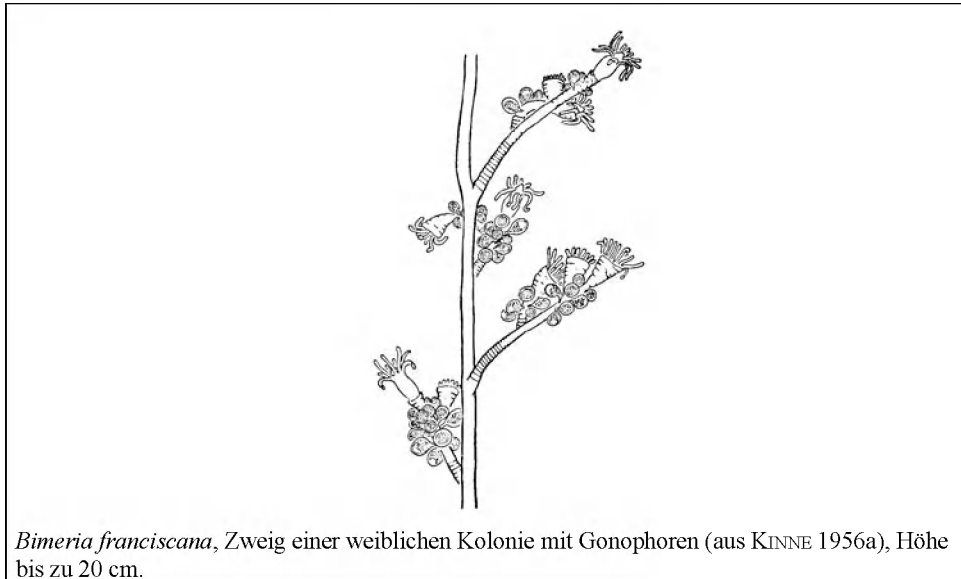 Bimeria franciscana, Zweig einer weiblichen Kolonie mit Gonophoren (aus KINNE 1956a), Höhe
bis zu 20 cm.